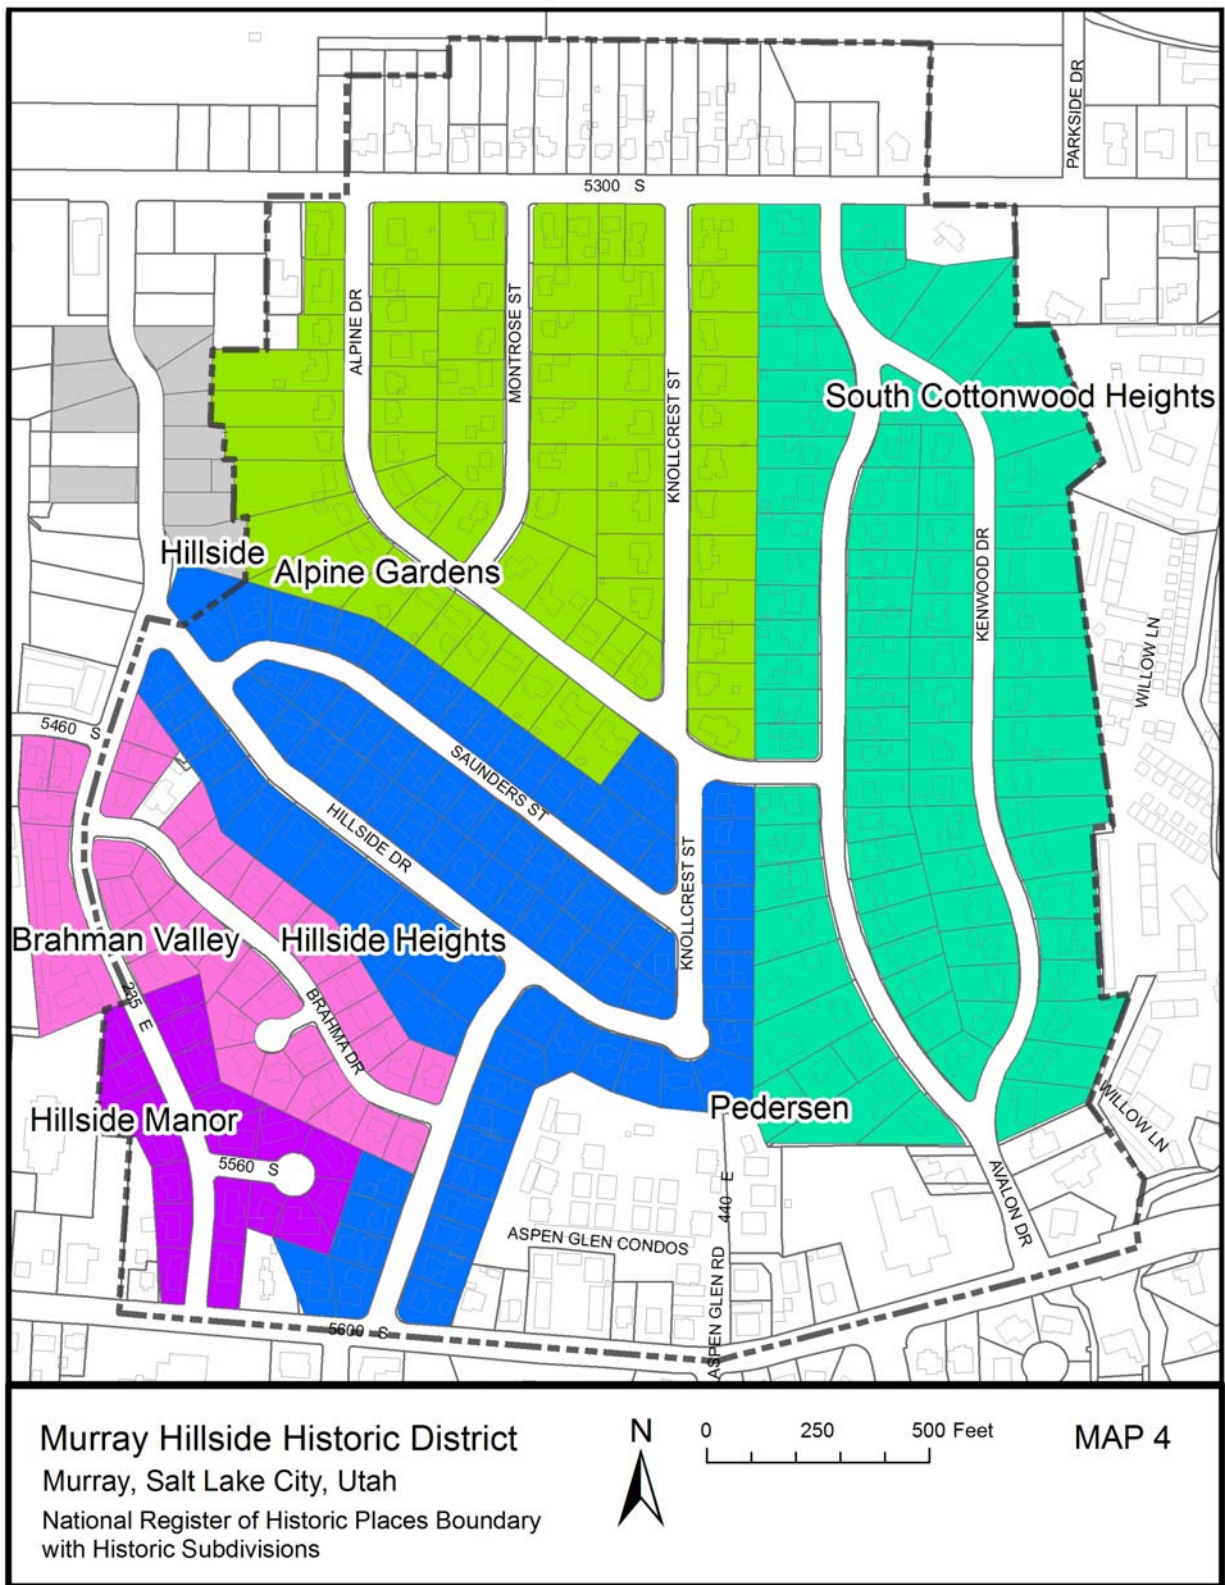 PARKSIDE DR
5300 S
ALPINE DR
MONTROSE ST
KNOLLCREST ST
South Cottonwood Heights
KENWOOD DR
Hillside
Alpine Gardens
WILLOW LN
5460 S
SAUNDERS ST
HILLSIDE DR
KNOLLCREST ST
Brahman Valley
Hillside Heights
235 E
BRAHMA DR
Pedersen
Hillside Manor
WILLOW LN
5560 S
440 E
AVALON DR
ASPEN GLEN CONDOS
ASPEN GLEN RD
5600 S
Murray Hillside Historic District
Murray, Salt Lake City, Utah
National Register of Historic Places Boundary
with Historic Subdivisions
N
0 250 500 Feet
MAP 4